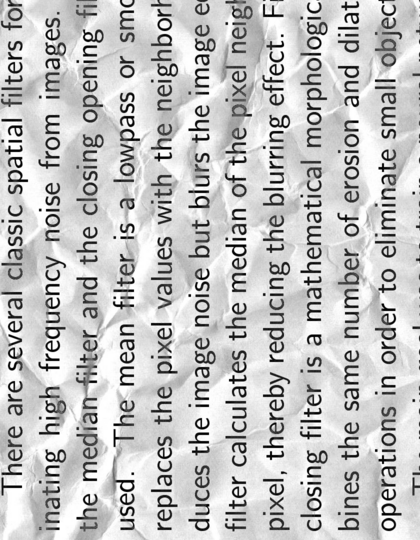 There are several classic spatial filters for
inating high frequency noise from images.
the median filter and the closing opening
used. The mean filter is a lowpass or
replaces the pixel values with the
duces the image noise but blurs the image
filter calculates the median of the pixel
pixel, thereby reducing the blurring effect.
closing filter is a mathematical
bines the same number of erosion and
operations in order to eliminate small